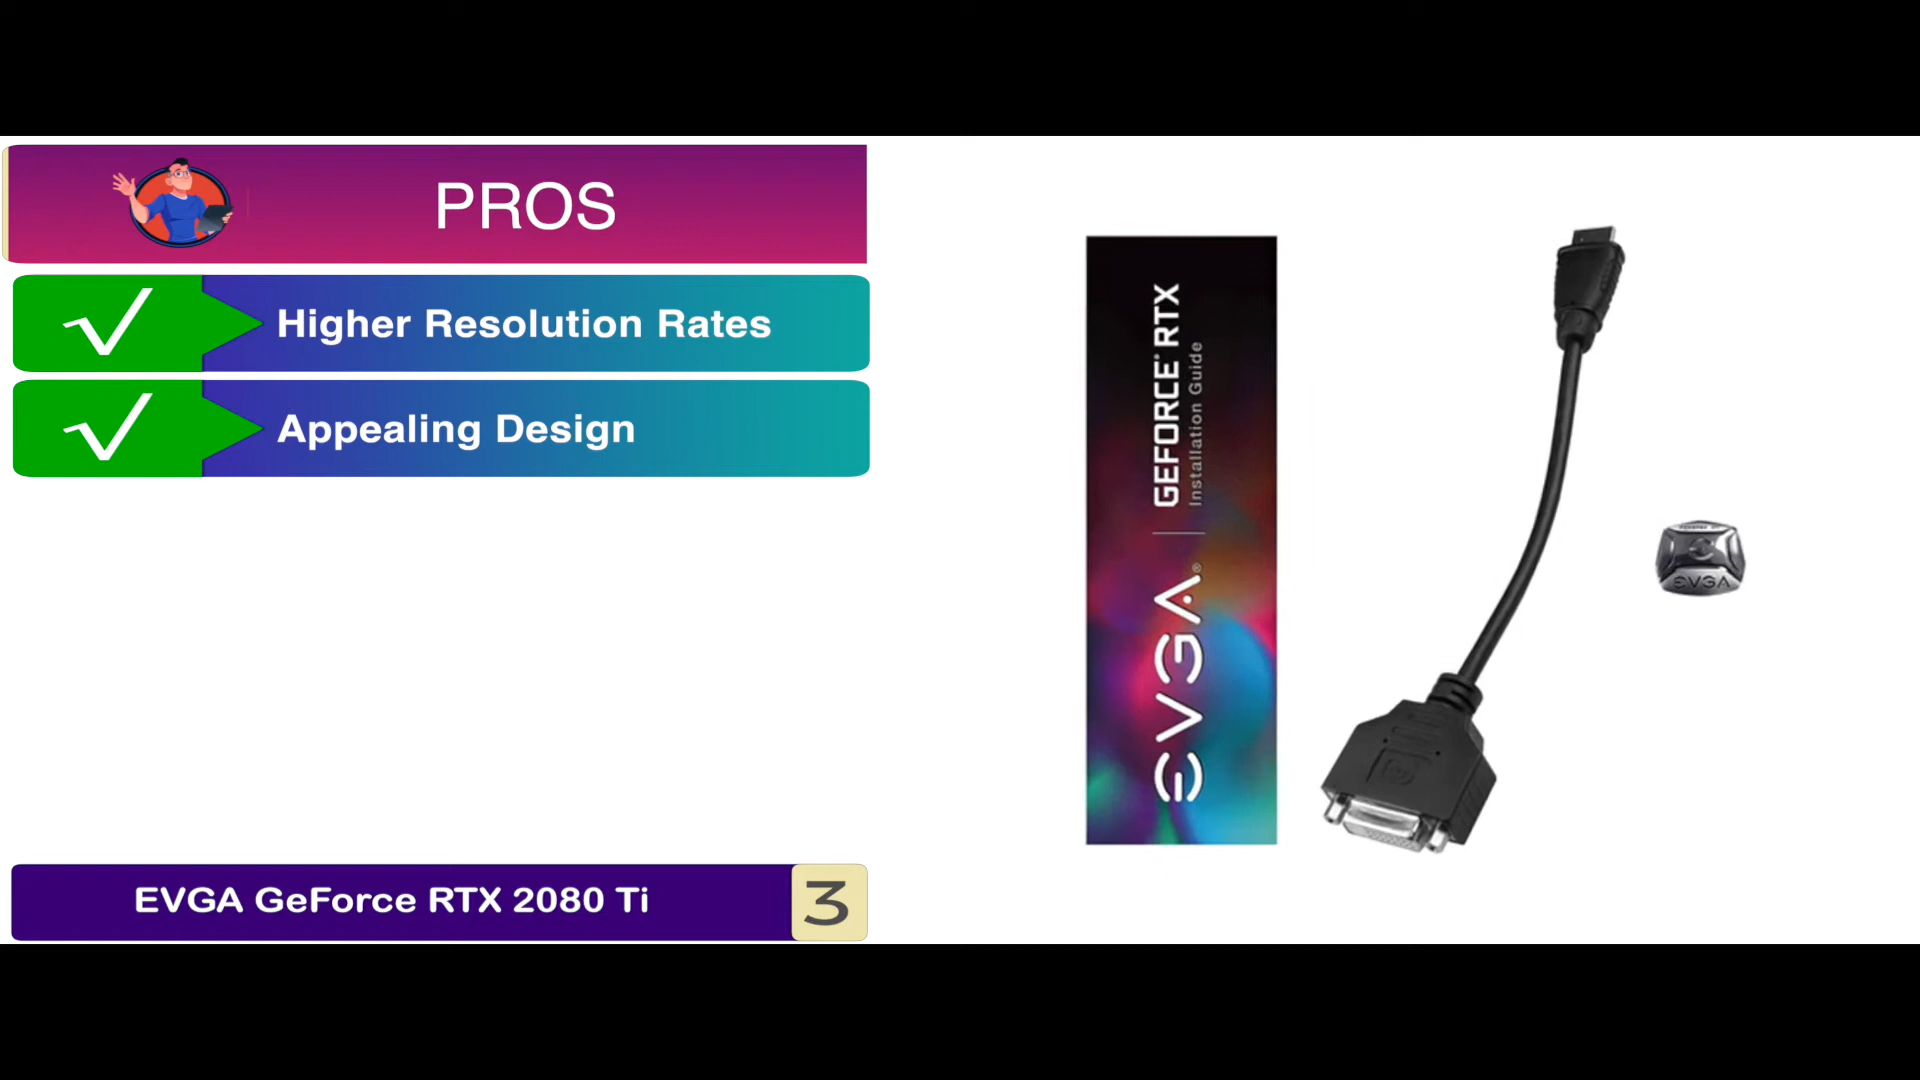 PROS
Higher Resolution Rates
Appealing Design
EVGA GeForce RTX 2080 Ti
3
EVGA® | GEFORCE® RTX
Installation Guide
EVGA